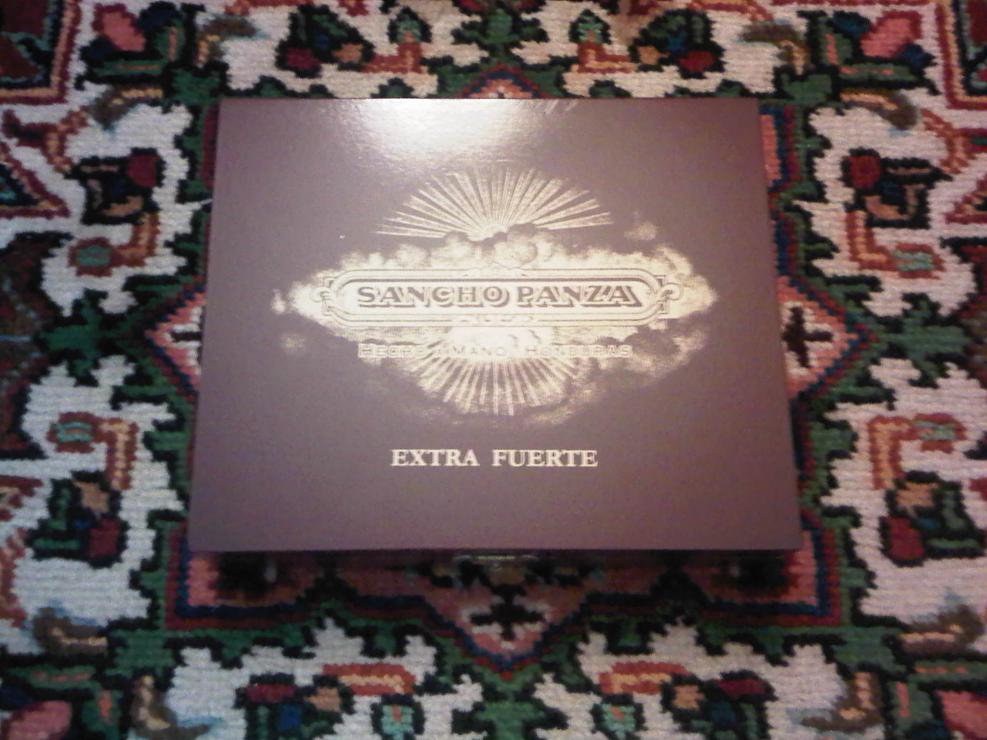 SANCHO PANZA
HECHO A MANO HONDURAS
EXTRA FUERTE